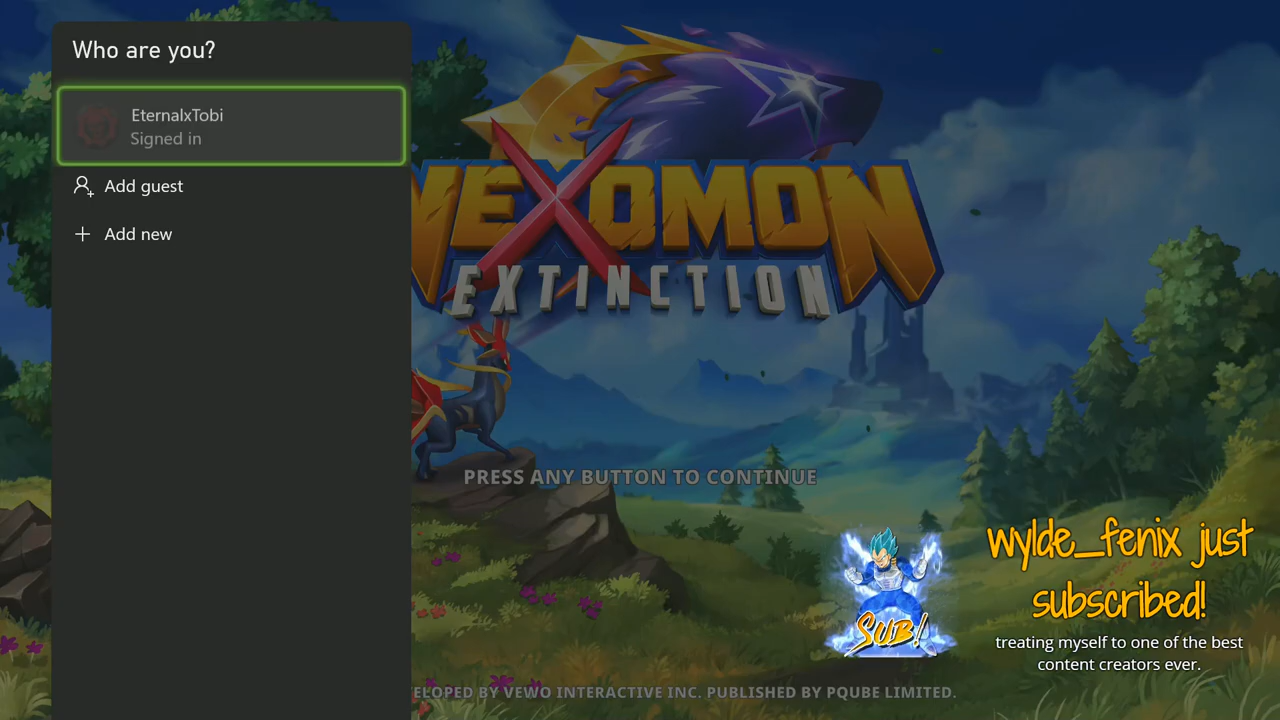 Who are you?
EternalxTobi
Signed in
Add guest
Add new
NEXOMON
EXTINCTION
PRESS ANY BUTTON TO CONTINUE
SUB!
wylde_fenix just
subscribed!
treating myself to one of the best
content creators ever.
ELOPED BY VEWO INTERACTIVE INC. PUBLISHED BY PQUBE LIMITED.